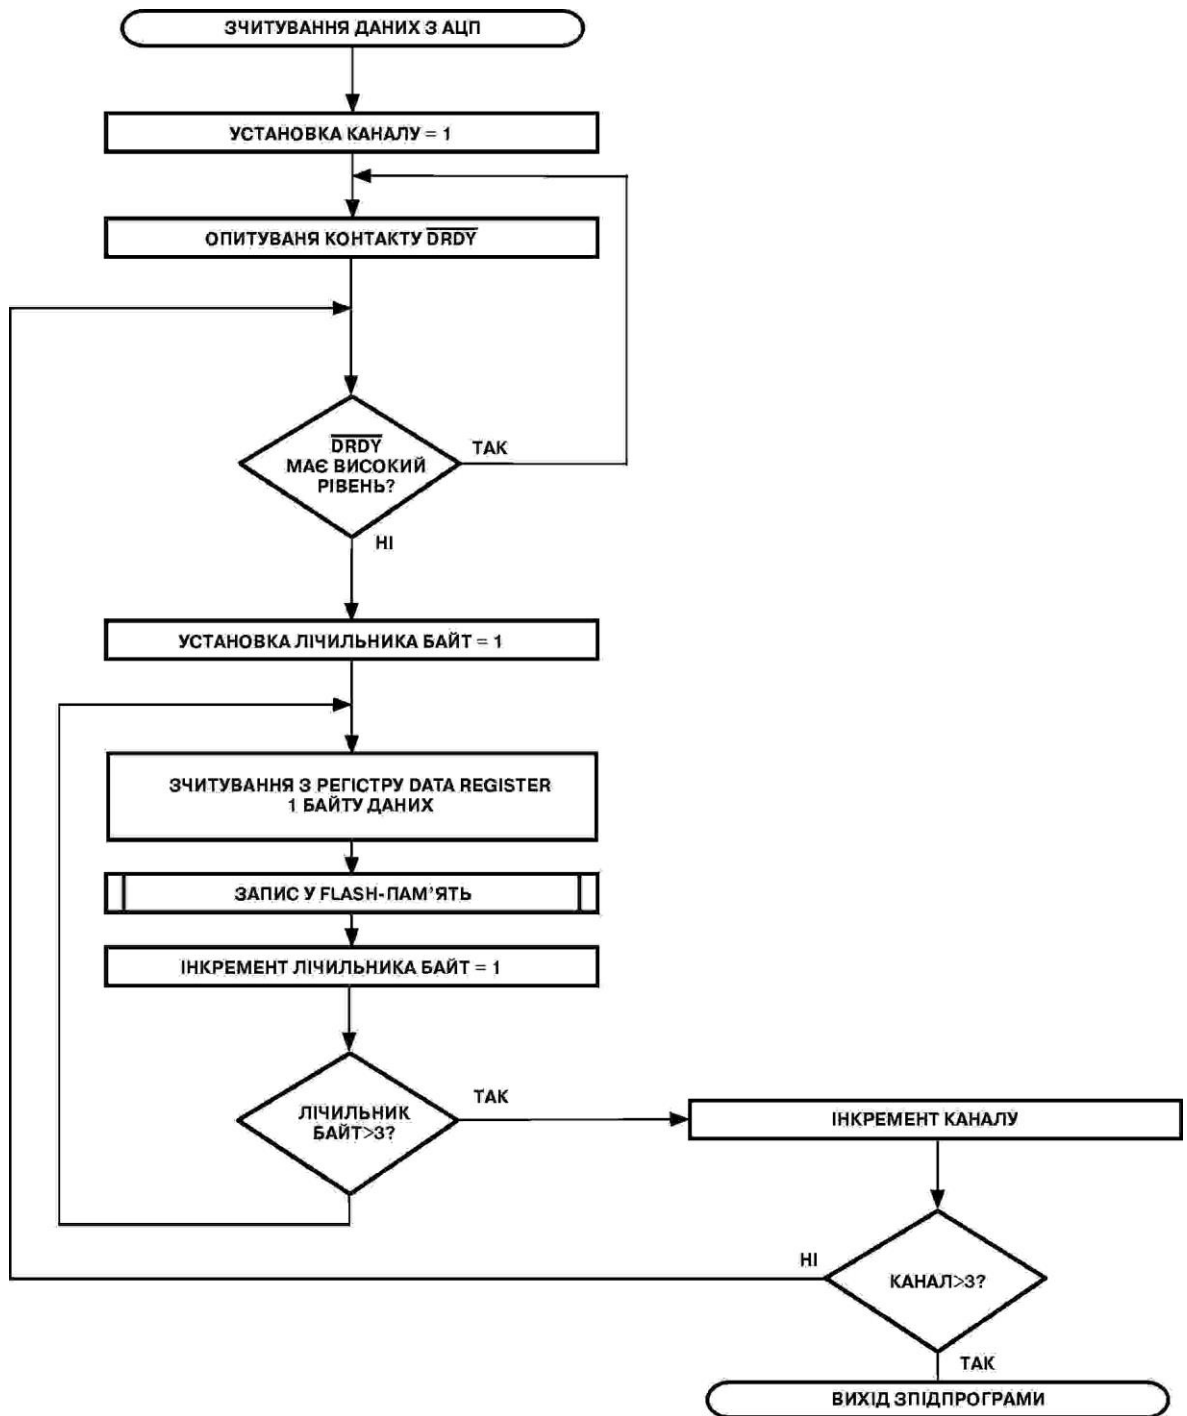 ЗЧИТУВАННЯ ДАНИХ З АЦП
УСТАНОВКА КАНАЛУ = 1
ОПИТУВАНЯ КОНТАКТУ DRDY
DRDY
МАЄ ВИСОКИЙ
РІВЕНЬ?
ТАК
НІ
УСТАНОВКА ЛІЧИЛЬНИКА БАЙТ = 1
ЗЧИТУВАННЯ З РЕГІСТРУ DATA REGISTER
1 БАЙТУ ДАНИХ
ЗАПИС У FLASH-ПАМ’ЯТЬ
ІНКРЕМЕНТ ЛІЧИЛЬНИКА БАЙТ = 1
ЛІЧИЛЬНИК
БАЙТ>3?
ТАК
ІНКРЕМЕНТ КАНАЛУ
НІ
КАНАЛ>3?
ТАК
ВИХІД ЗПІДПРОГРАМИ